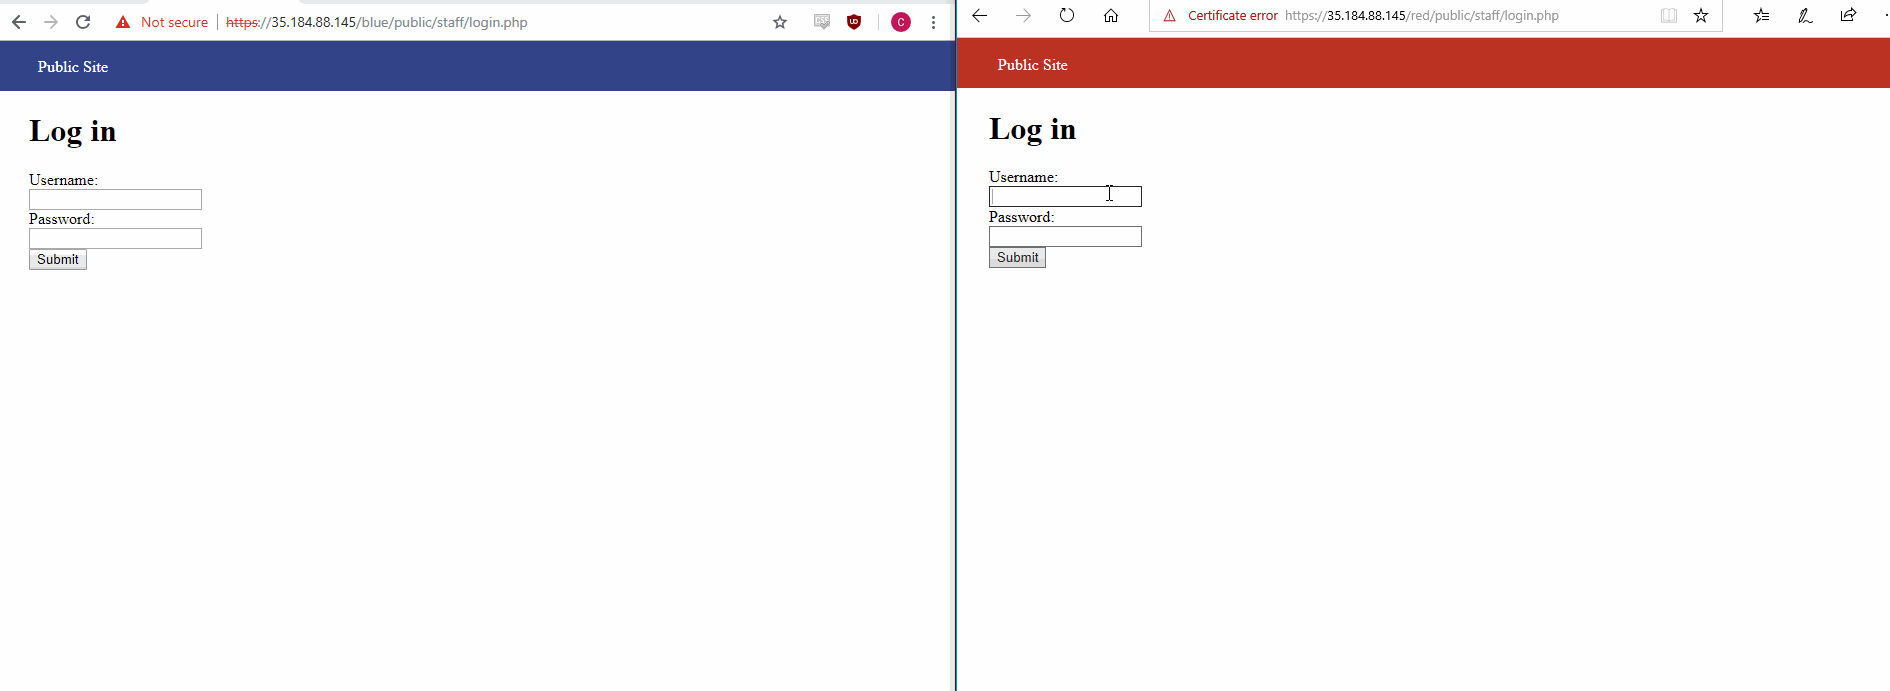 Not secure https://35.184.88.145/blue/public/staff/login.php C
Public Site
Log in
Username:
Password:
Submit
Certificate error https://35.184.88.145/red/public/staff/login.php
Public Site
Log in
Username:
Password:
Submit